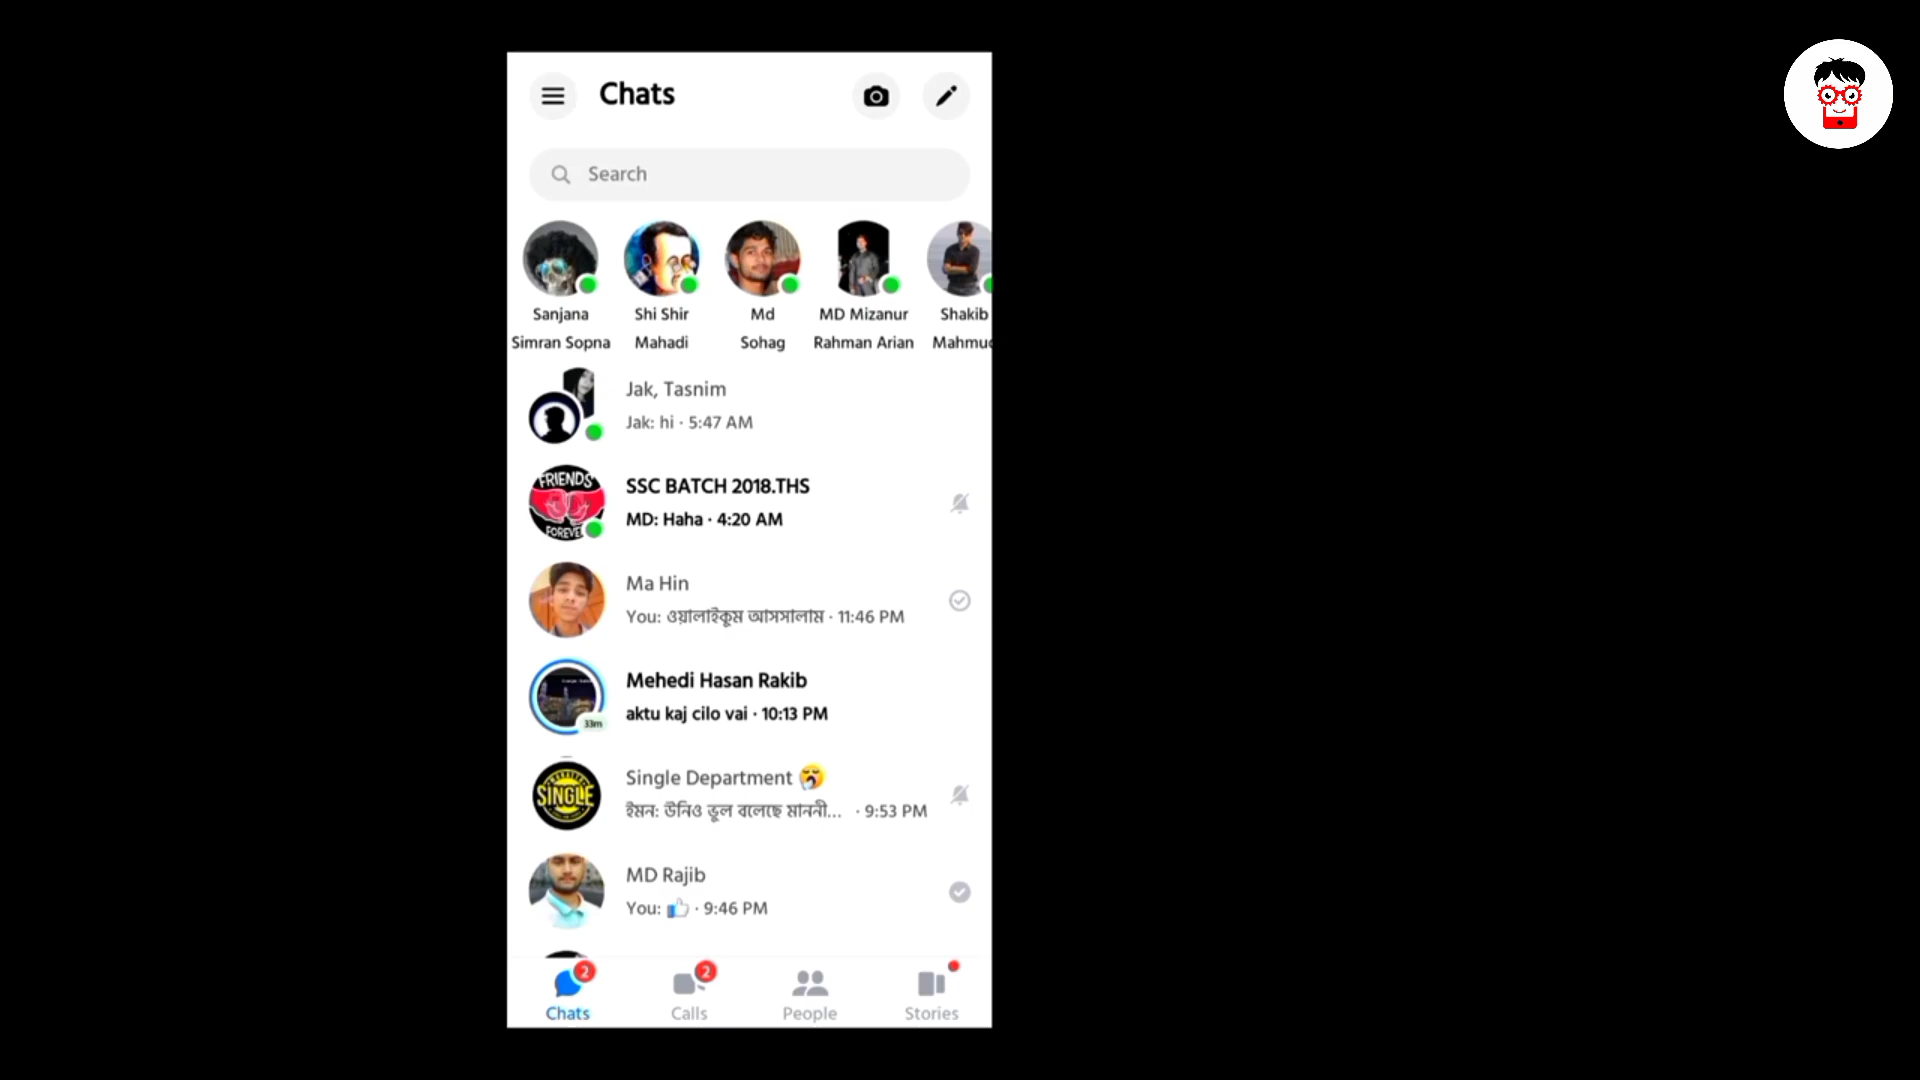 Chats
Search
Sanjana
Simran Sopna
Shi Shir
Mahadi
Md
Sohag
MD Mizanur
Rahman Arian
Shakib
Mahmud
Jak, Tasnim
Jak: hi · 5:47 AM
FRIENDS
FOREVER
SSC BATCH 2018.THS
MD: Haha · 4:20 AM
Ma Hin
You: ওয়ালাইকুম আসসালাম · 11:46 PM
33m
Mehedi Hasan Rakib
aktu kaj cilo vai · 10:13 PM
SINGLE
Single Department 🥱
ইমন: উনিও ভুল বলেছে মাননী... · 9:53 PM
MD Rajib
You: 👍 · 9:46 PM
2
Chats
2
Calls
People
Stories